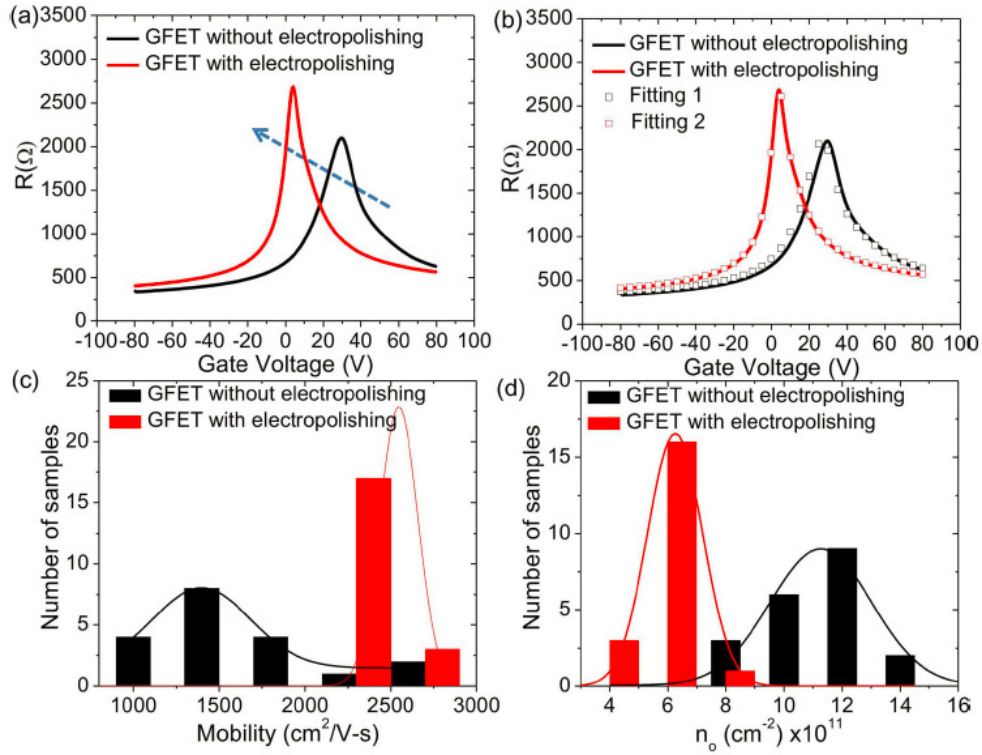 (a)
3500
3000
2500
2000
1500
1000
500
0
R(Ω)
GFET without electropolishing
GFET with electropolishing
-100 -80 -60 -40 -20 0 20 40 60 80 100
Gate Voltage (V)
(b)
3500
3000
2500
2000
1500
1000
500
0
R(Ω)
GFET without electropolishing
GFET with electropolishing
Fitting 1
Fitting 2
-100 -80 -60 -40 -20 0 20 40 60 80 100
Gate Voltage (V)
(c)
25
20
15
10
5
0
Number of samples
GFET without electropolishing
GFET with electropolishing
1000 1500 2000 2500 3000
Mobility (cm²/V-s)
(d)
20
15
10
5
0
Number of samples
GFET without electropolishing
GFET with electropolishing
4 6 8 10 12 14 16
nₒ (cm⁻²) x10¹¹